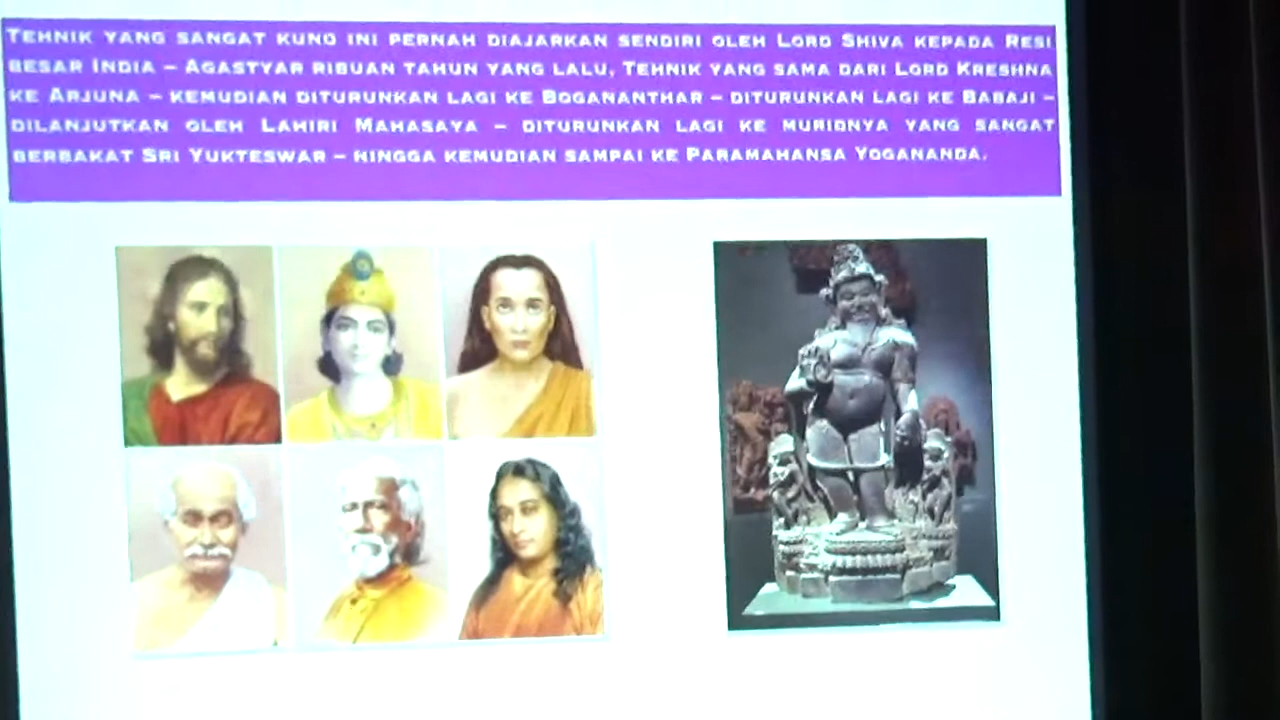 TEHNIK YANG SANGAT KUNO INI PERNAH DIAJARKAN SENDIRI OLEH LORD SHIVA KEPADA RESI
BESAR INDIA – AGASTYAR RIBUAN TAHUN YANG LALU, TEHNIK YANG SAMA DARI LORD KRESHNA
KE ARJUNA – KEMUDIAN DITURUNKAN LAGI KE BOGANANTHAR – DITURUNKAN LAGI KE BABAJI –
DILANJUTKAN OLEH LAHIRI MAHASAYA – DITURUNKAN LAGI KE MURIDNYA YANG SANGAT
BERBAKAT SRI YUKTESWAR – HINGGA KEMUDIAN SAMPAI KE PARAMAHANSA YOGANANDA.